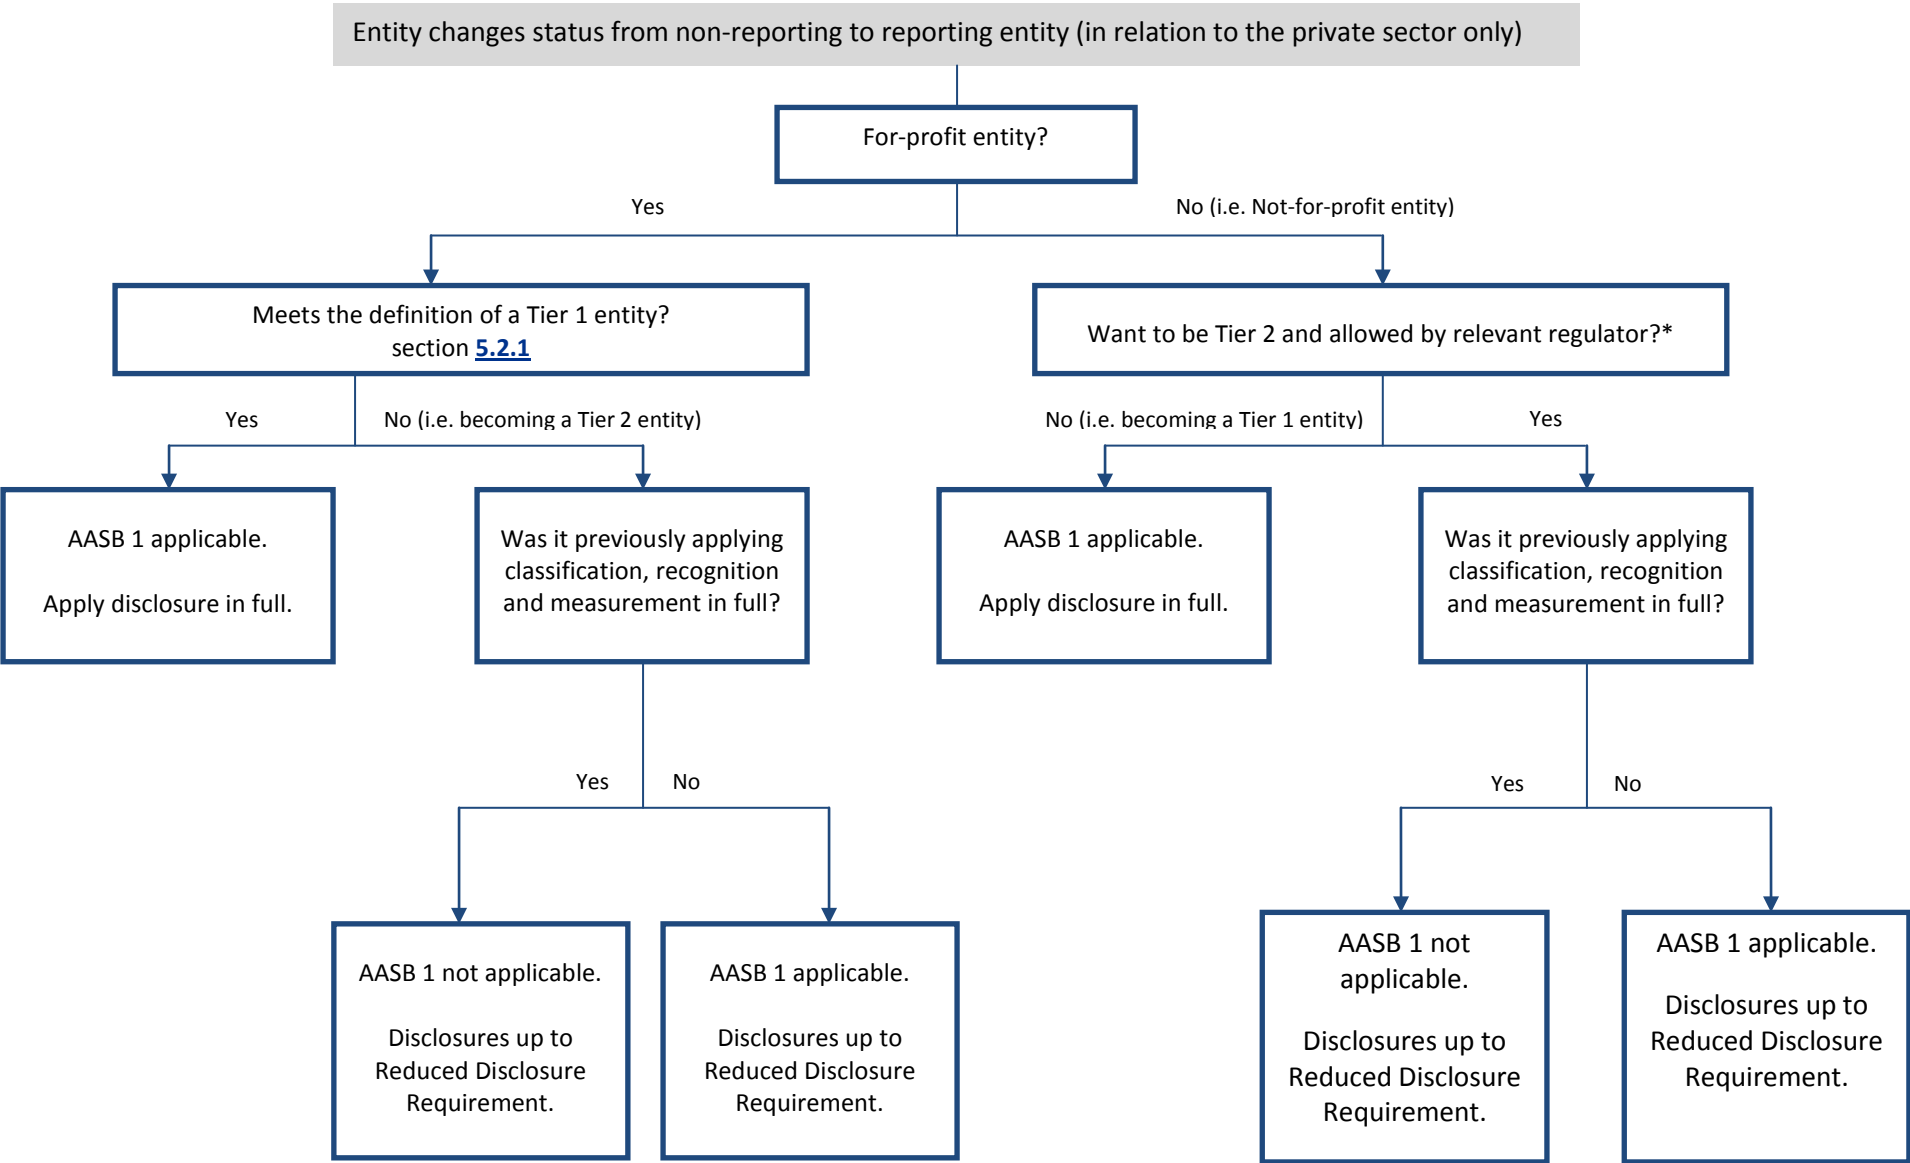 Entity changes status from non-reporting to reporting entity (in relation to the private sector only)
For-profit entity?
Yes
No (i.e. Not-for-profit entity)
Meets the definition of a Tier 1 entity?
section 5.2.1
Want to be Tier 2 and allowed by relevant regulator?*
Yes
No (i.e. becoming a Tier 2 entity)
No (i.e. becoming a Tier 1 entity)
Yes
AASB 1 applicable.
Apply disclosure in full.
Was it previously applying
classification, recognition
and measurement in full?
AASB 1 applicable.
Apply disclosure in full.
Was it previously applying
classification, recognition
and measurement in full?
Yes
No
Yes
No
AASB 1 not applicable.
Disclosures up to
Reduced Disclosure
Requirement.
AASB 1 applicable.
Disclosures up to
Reduced Disclosure
Requirement.
AASB 1 not
applicable.
Disclosures up to
Reduced Disclosure
Requirement.
AASB 1 applicable.
Disclosures up to
Reduced Disclosure
Requirement.